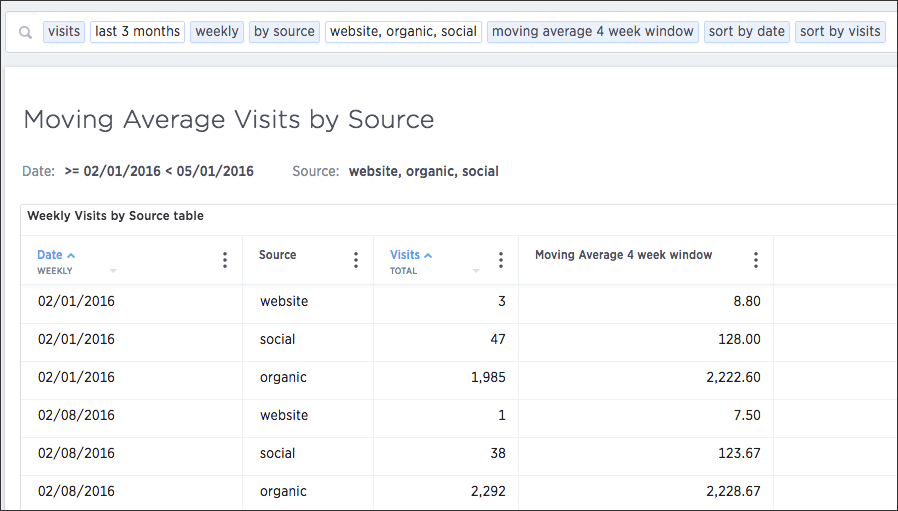 visits last 3 months weekly by source website, organic, social moving average 4 week window sort by date sort by visits
Moving Average Visits by Source
Date: >= 02/01/2016 < 05/01/2016 Source: website, organic, social
Weekly Visits by Source table
Date Source Visits Moving Average 4 week window
WEEKLY TOTAL
02/01/2016 website 3 8.80
02/01/2016 social 47 128.00
02/01/2016 organic 1,985 2,222.60
02/08/2016 website 1 7.50
02/08/2016 social 38 123.67
02/08/2016 organic 2,292 2,228.67